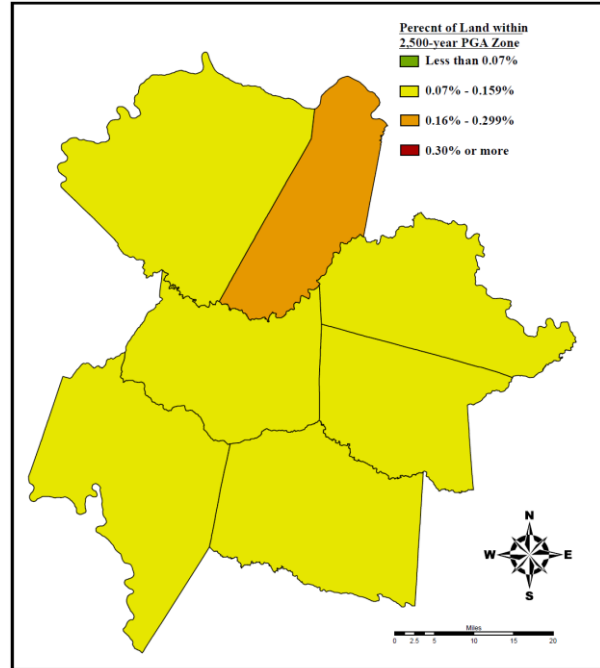 Perecnt of Land within
2,500-year PGA Zone
Less than 0.07%
0.07% - 0.159%
0.16% - 0.299%
0.30% or more
N
W E
S
Miles
0 2.5 5 10 15 20